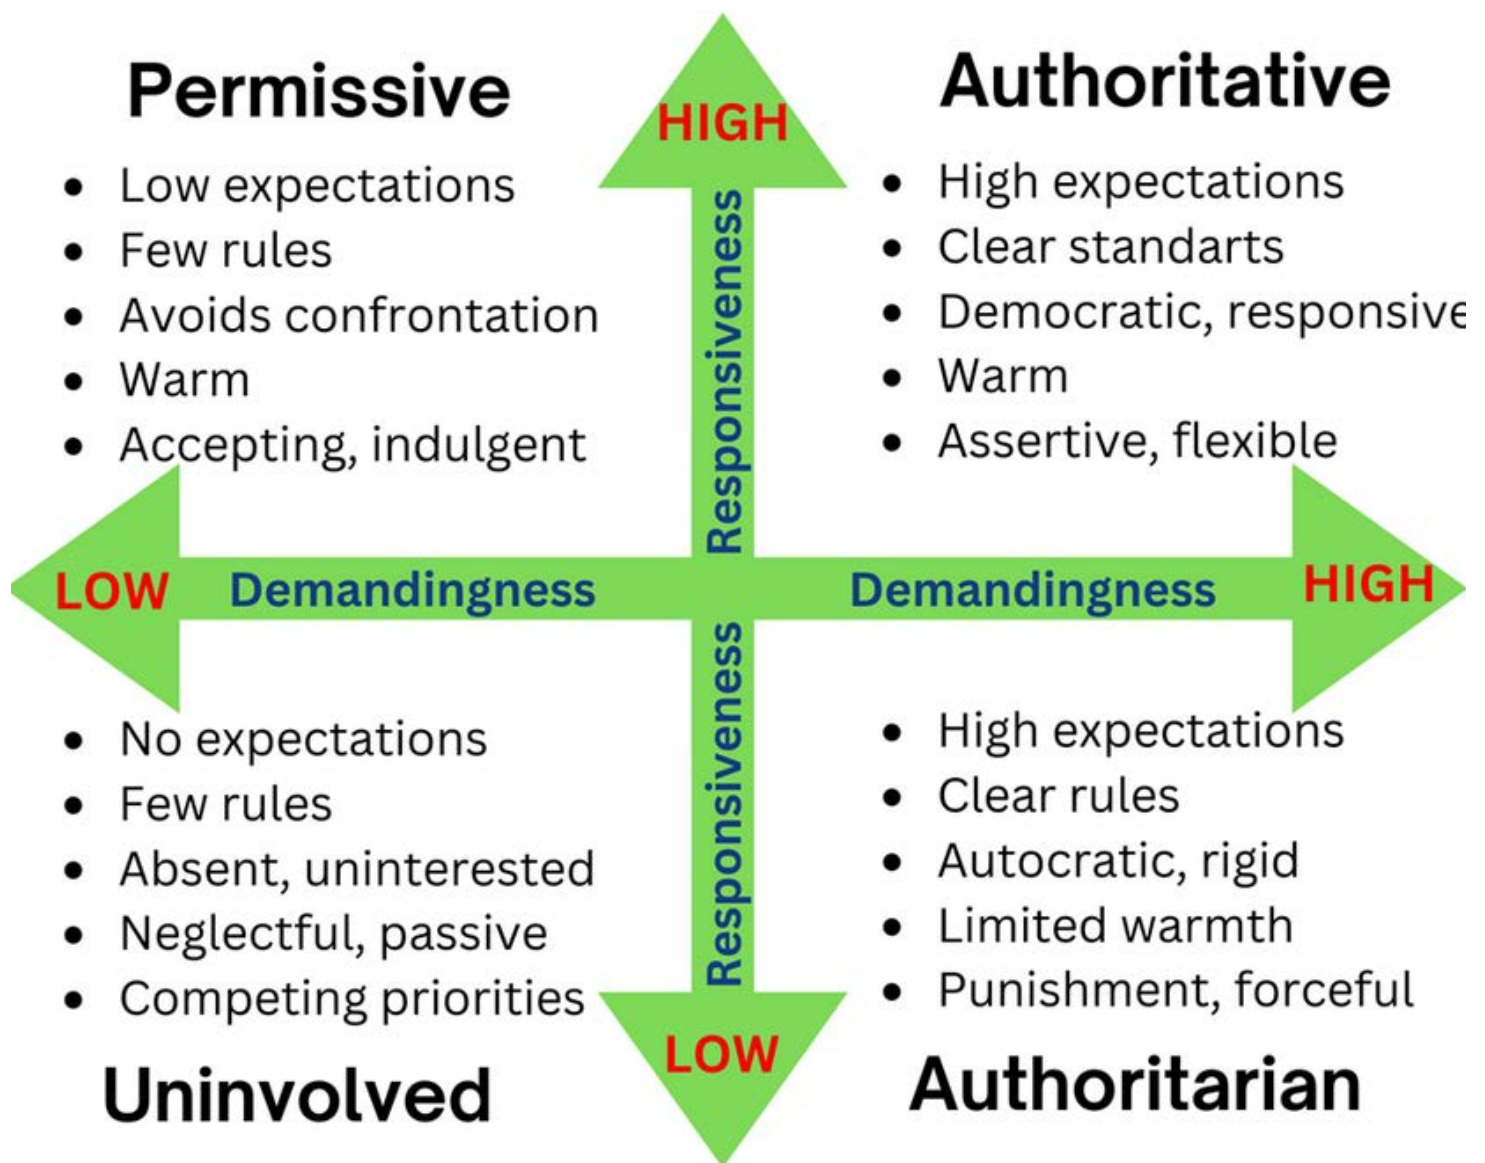 Permissive
• Low expectations
• Few rules
• Avoids confrontation
• Warm
• Accepting, indulgent
HIGH
Responsiveness
Authoritative
• High expectations
• Clear standarts
• Democratic, responsive
• Warm
• Assertive, flexible
LOW
Demandingness
Demandingness
HIGH
• No expectations
• Few rules
• Absent, uninterested
• Neglectful, passive
• Competing priorities
Uninvolved
Responsiveness
LOW
• High expectations
• Clear rules
• Autocratic, rigid
• Limited warmth
• Punishment, forceful
Authoritarian